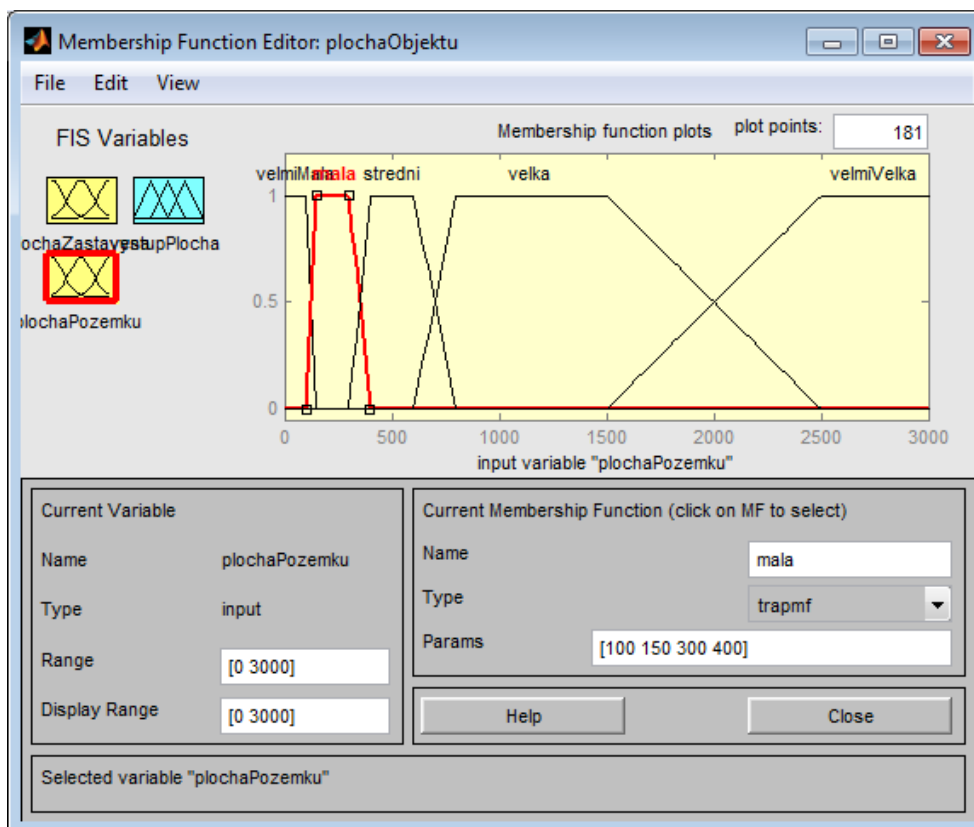 Membership Function Editor: plochaObjektu
File Edit View
FIS Variables
Membership function plots plot points: 181
velmiMala mala stredni velka velmiVelka
plochaPozemku
1
0.5
0
0 500 1000 1500 2000 2500 3000
input variable "plochaPozemku"
Current Variable
Name plochaPozemku
Type input
Range [0 3000]
Display Range [0 3000]
Current Membership Function (click on MF to select)
Name mala
Type trapmf
Params [100 150 300 400]
Help Close
Selected variable "plochaPozemku"